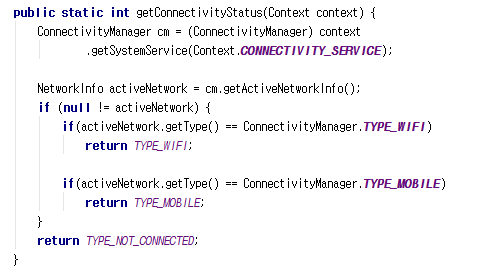 public static int getConnectivityStatus(Context context) {
ConnectivityManager cm = (ConnectivityManager) context
.getSystemService(Context.CONNECTIVITY_SERVICE);
NetworkInfo activeNetwork = cm.getActiveNetworkInfo();
if (null != activeNetwork) {
if(activeNetwork.getType() == ConnectivityManager.TYPE_WIFI)
return TYPE_WIFI;
if(activeNetwork.getType() == ConnectivityManager.TYPE_MOBILE)
return TYPE_MOBILE;
}
return TYPE_NOT_CONNECTED;
}